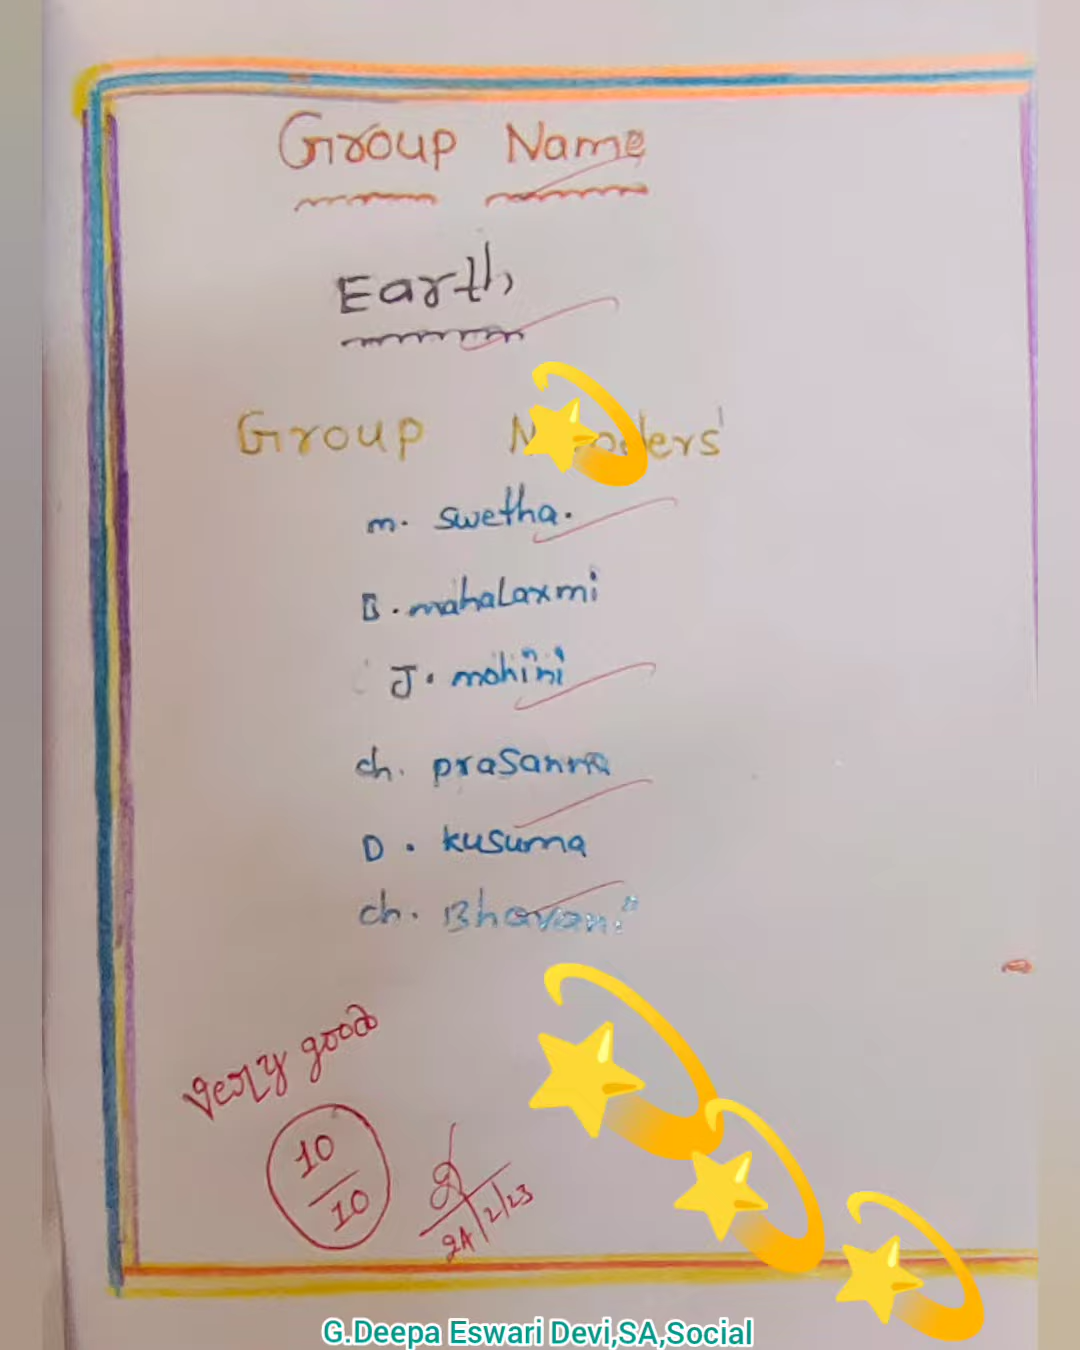 Group Name
Earth
Group
m. swetha.
B. mahaLaxmi
J. mohini
ch. praSanna
D. kusuma
ch. Bhavani
very good
10
10
24/2/23
G.Deepa Eswari Devi,SA,Social